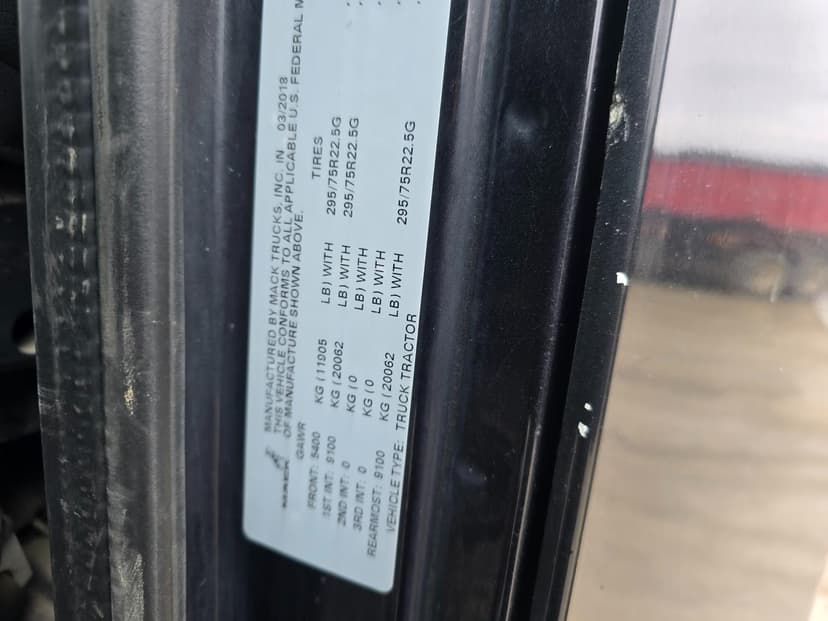 MACK
MANUFACTURED BY MACK TRUCKS, INC. IN 03/2018
THIS VEHICLE CONFORMS TO ALL APPLICABLE U.S. FEDERAL M
OF MANUFACTURE SHOWN ABOVE.
GAWR TIRES
FRONT: 5400 KG (11905 LB) WITH 295/75R22.5G
1ST INT: 9100 KG (20062 LB) WITH 295/75R22.5G
2ND INT: 0 KG (0 LB) WITH
3RD INT: 0 KG (0 LB) WITH
REARMOST: 9100 KG (20062 LB) WITH 295/75R22.5G
VEHICLE TYPE: TRUCK TRACTOR